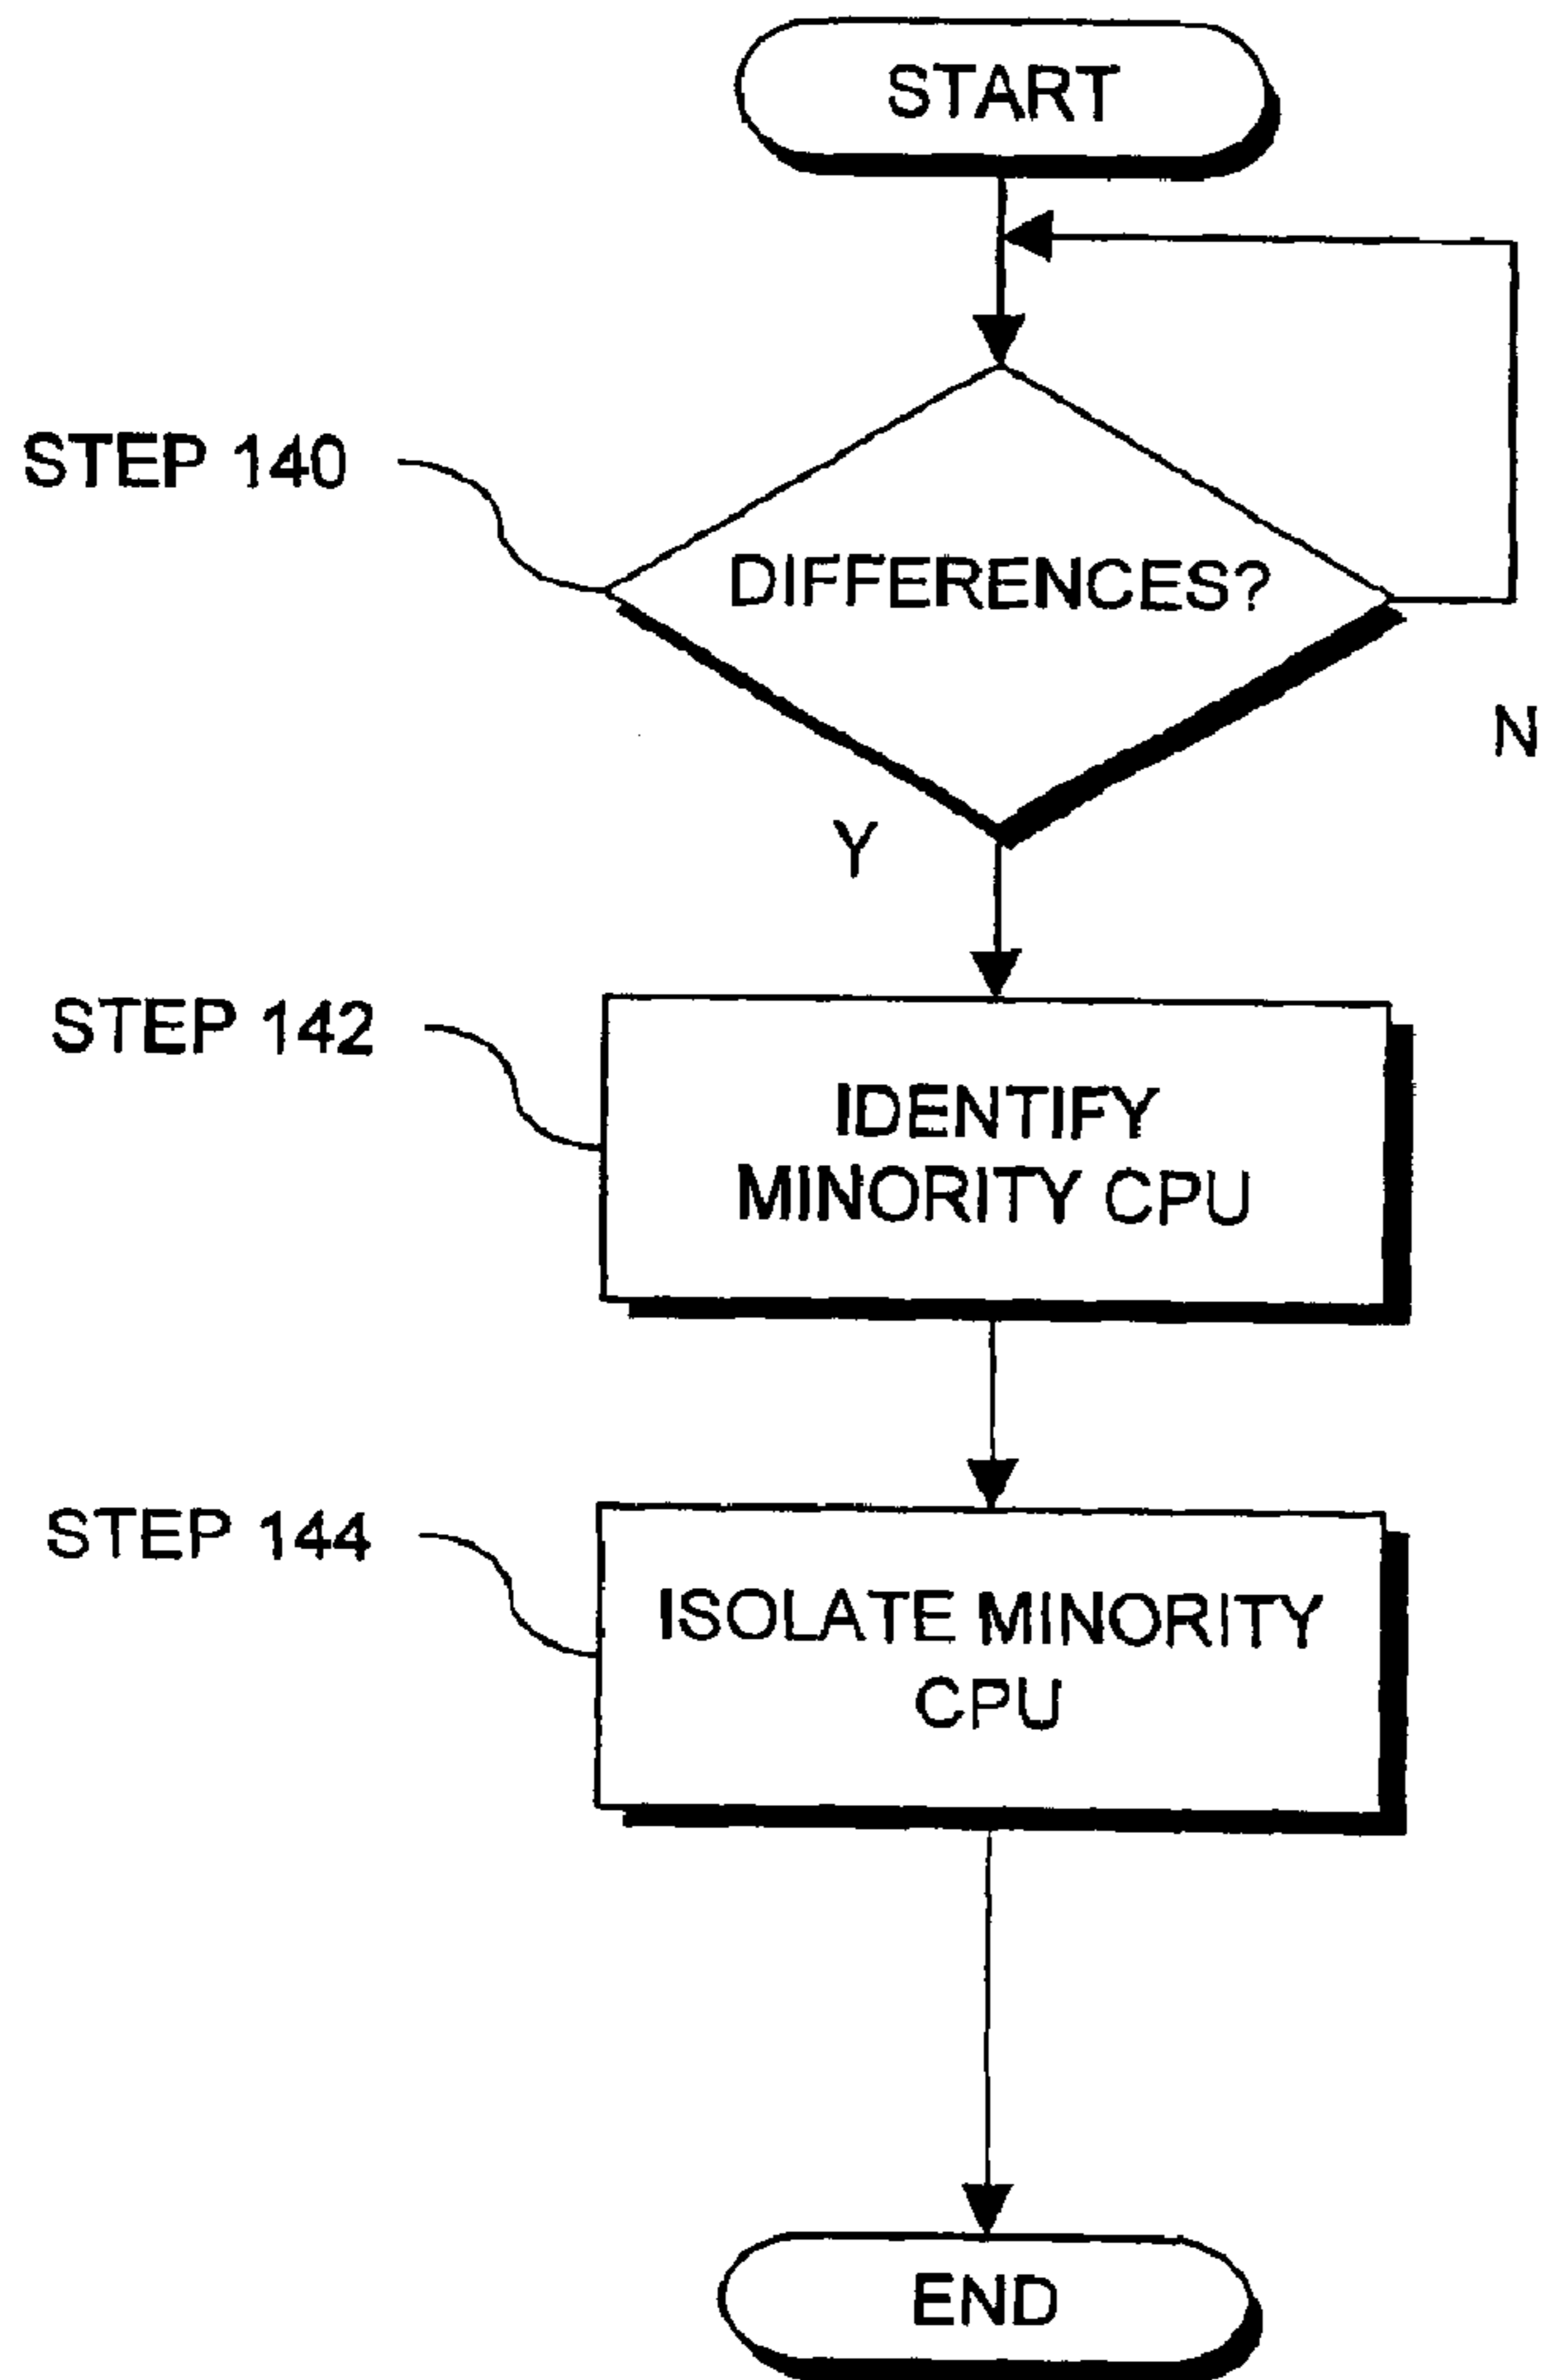 START
STEP 140
DIFFERENCES?
N
Y
STEP 142
IDENTIFY
MINORITY CPU
STEP 144
ISOLATE MINORITY
CPU
END